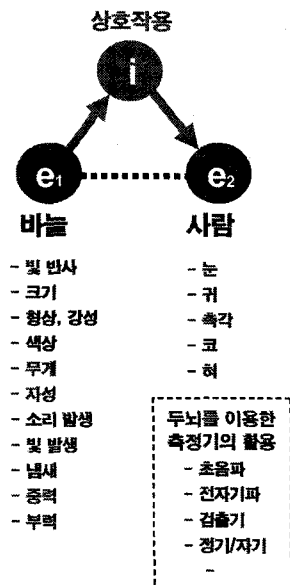 상호작용
i
e1
e2
바늘
사람
- 빛 반사
- 크기
- 형상, 강성
- 색상
- 무게
- 자성
- 소리 발생
- 빛 발생
- 냄새
- 중력
- 부력
- 눈
- 귀
- 촉각
- 코
- 혀
두뇌를 이용한
측정기의 활용
- 초음파
- 전자기파
- 검출기
- 정기/자기
-